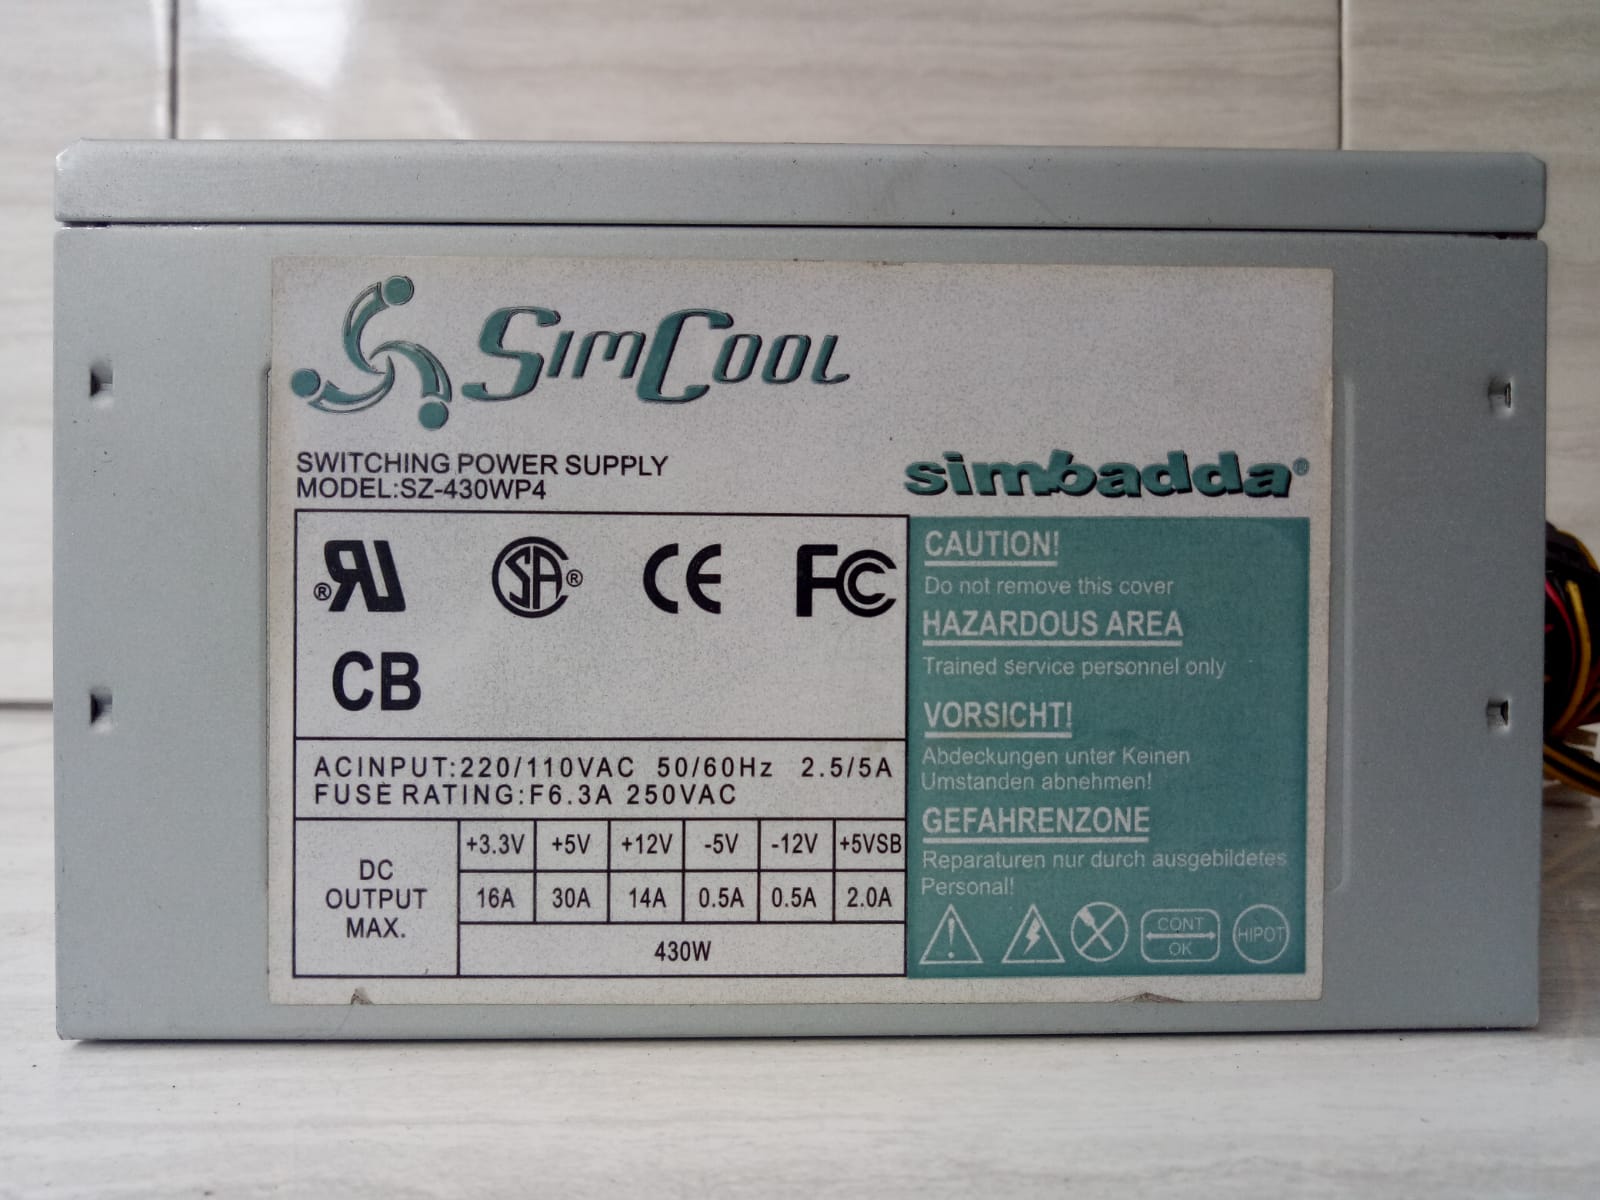 SimCool
SWITCHING POWER SUPPLY
MODEL:SZ-430WP4
simbadda®
RU® SA® CE FC
CB
ACINPUT:220/110VAC 50/60Hz 2.5/5A
FUSE RATING:F6.3A 250VAC
DC OUTPUT MAX.
+3.3V +5V +12V -5V -12V +5VSB
16A 30A 14A 0.5A 0.5A 2.0A
430W
CAUTION!
Do not remove this cover
HAZARDOUS AREA
Trained service personnel only
VORSICHT!
Abdeckungen unter Keinen
Umstanden abnehmen!
GEFAHRENZONE
Reparaturen nur durch ausgebildetes
Personal!
CONT
OK
HIPOT